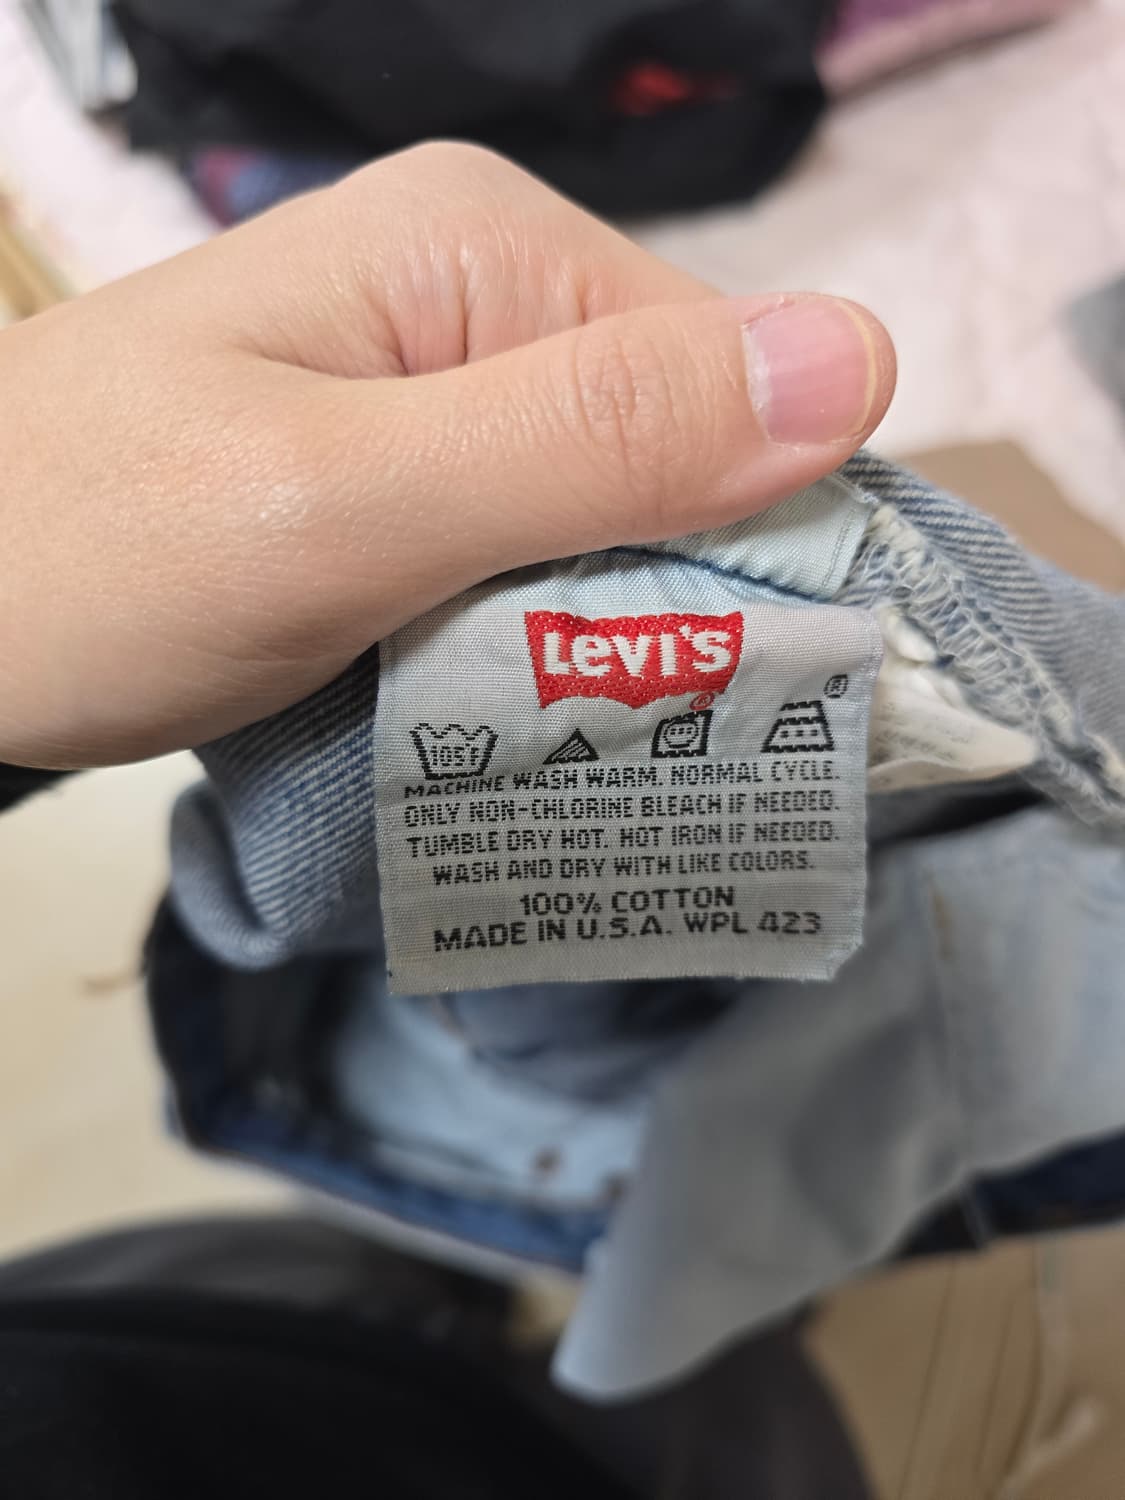 Levi's
®
®
105F
MACHINE WASH WARM. NORMAL CYCLE.
ONLY NON-CHLORINE BLEACH IF NEEDED.
TUMBLE DRY HOT. HOT IRON IF NEEDED.
WASH AND DRY WITH LIKE COLORS.
100% COTTON
MADE IN U.S.A. WPL 423